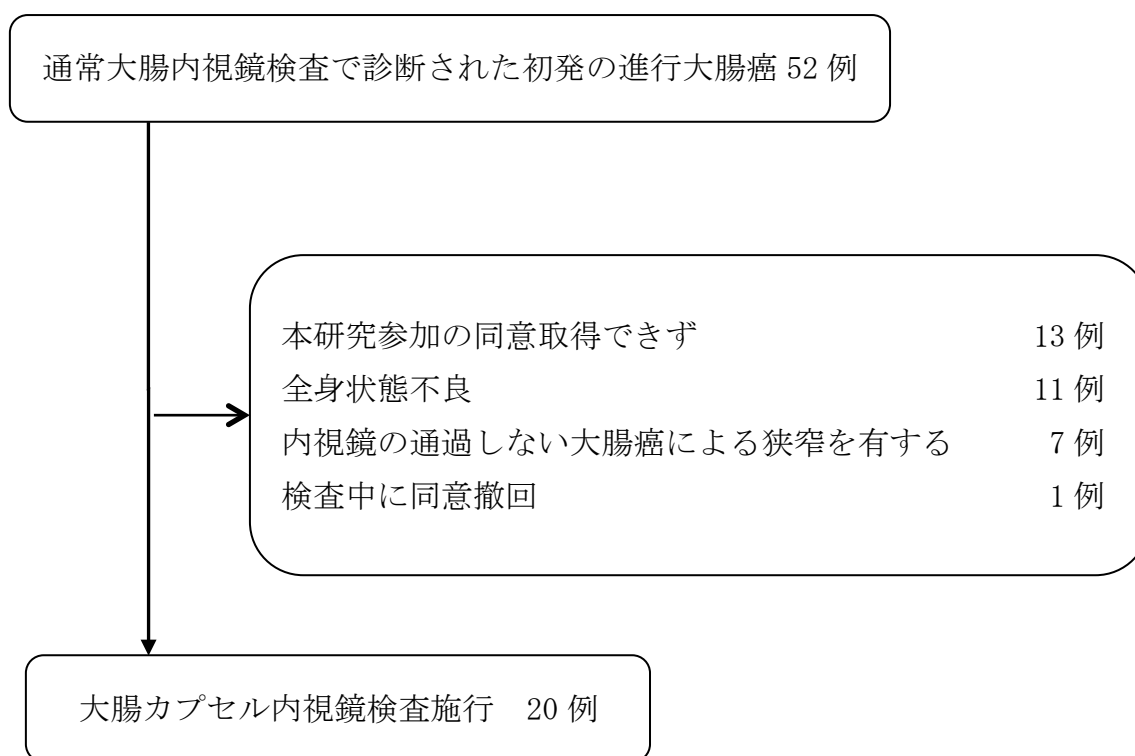 通常大腸内視鏡検査で診断された初発の進行大腸癌 52 例
本研究参加の同意取得できず 13 例
全身状態不良 11 例
内視鏡の通過しない大腸癌による狭窄を有する 7 例
検査中に同意撤回 1 例
大腸カプセル内視鏡検査施行 20 例